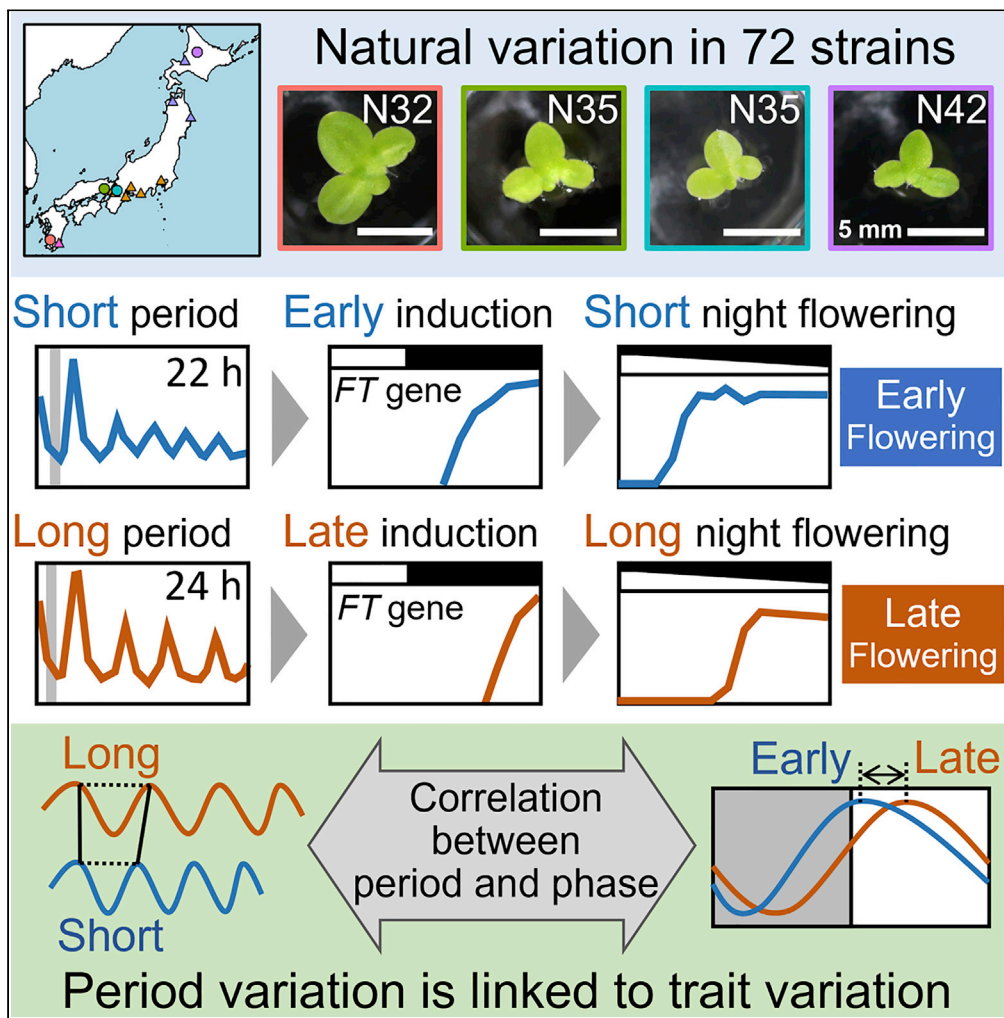 Natural variation in 72 strains
N32
N35
N35
N42
5 mm
Short period
Early induction
Short night flowering
22 h
FT gene
Early
Flowering
Long period
Late induction
Long night flowering
24 h
FT gene
Late
Flowering
Long
Short
Correlation
between
period and phase
Early
Late
Period variation is linked to trait variation